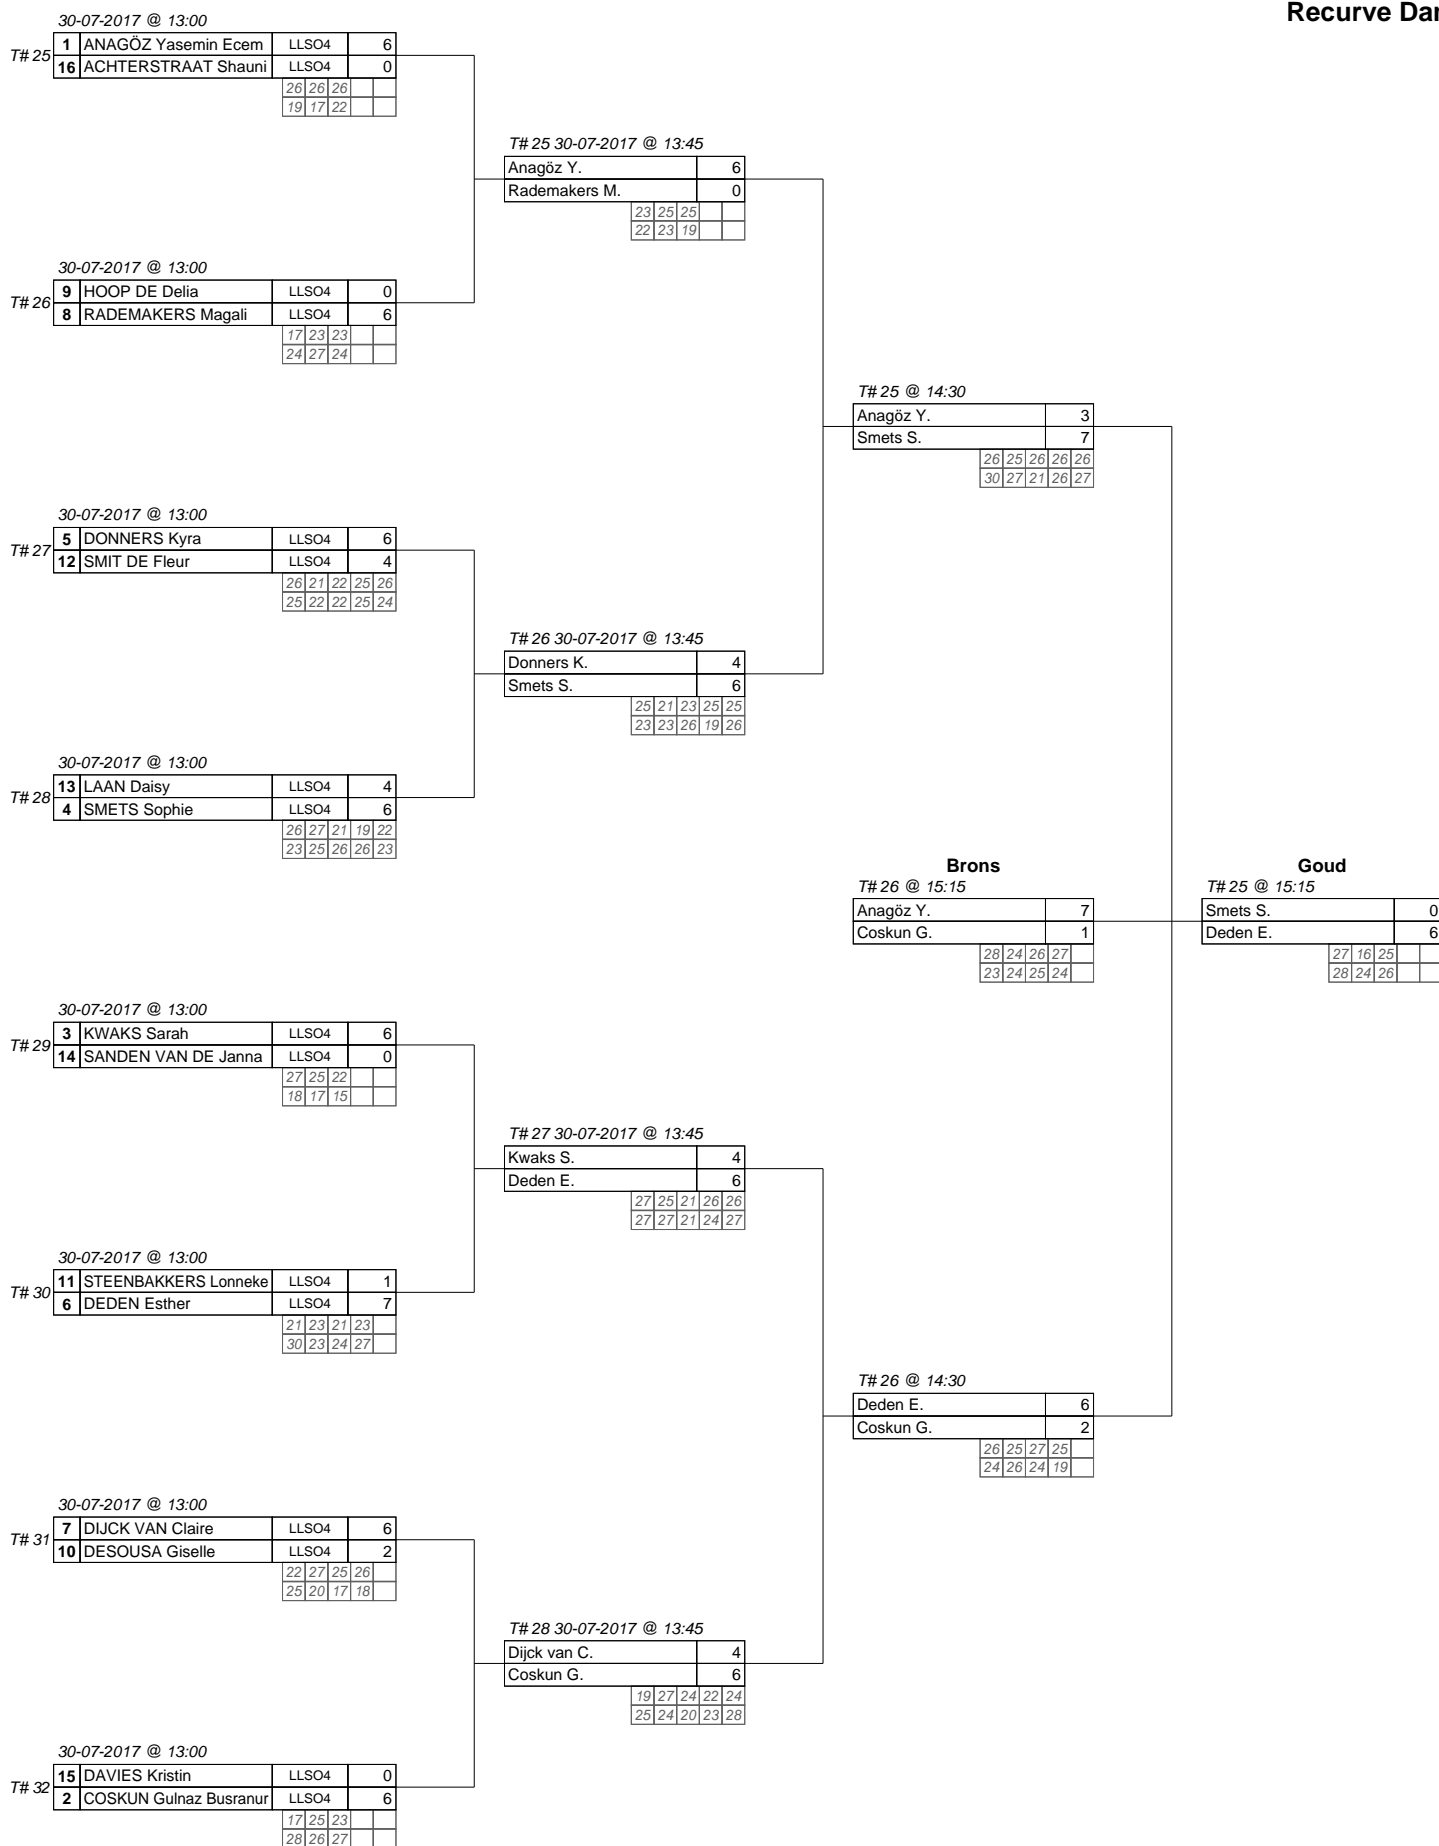 Recurve Da
30-07-2017 @ 13:00
T# 25
1 ANAGÖZ Yasemin Ecem LLSO4 6
16 ACHTERSTRAAT Shauni LLSO4 0
26 26 26
19 17 22
T# 25 30-07-2017 @ 13:45
Anagöz Y. 6
Rademakers M. 0
23 25 25
22 23 19
30-07-2017 @ 13:00
T# 26
9 HOOP DE Delia LLSO4 0
8 RADEMAKERS Magali LLSO4 6
17 23 23
24 27 24
T# 25 @ 14:30
Anagöz Y. 3
Smets S. 7
26 25 26 26 26
30 27 21 26 27
30-07-2017 @ 13:00
T# 27
5 DONNERS Kyra LLSO4 6
12 SMIT DE Fleur LLSO4 4
26 21 22 25 26
25 22 22 25 24
T# 26 30-07-2017 @ 13:45
Donners K. 4
Smets S. 6
25 21 23 25 25
23 23 26 19 26
30-07-2017 @ 13:00
T# 28
13 LAAN Daisy LLSO4 4
4 SMETS Sophie LLSO4 6
26 27 21 19 22
23 25 26 26 23
Brons
T# 26 @ 15:15
Anagöz Y. 7
Coskun G. 1
28 24 26 27
23 24 25 24
Goud
T# 25 @ 15:15
Smets S. 0
Deden E. 6
27 16 25
28 24 26
30-07-2017 @ 13:00
T# 29
3 KWAKS Sarah LLSO4 6
14 SANDEN VAN DE Janna LLSO4 0
27 25 22
18 17 15
T# 27 30-07-2017 @ 13:45
Kwaks S. 4
Deden E. 6
27 25 21 26 26
27 27 21 24 27
30-07-2017 @ 13:00
T# 30
11 STEENBAKKERS Lonneke LLSO4 1
6 DEDEN Esther LLSO4 7
21 23 21 23
30 23 24 27
T# 26 @ 14:30
Deden E. 6
Coskun G. 2
26 25 27 25
24 26 24 19
30-07-2017 @ 13:00
T# 31
7 DIJCK VAN Claire LLSO4 6
10 DESOUSA Giselle LLSO4 2
22 27 25 26
25 20 17 18
T# 28 30-07-2017 @ 13:45
Dijck van C. 4
Coskun G. 6
19 27 24 22 24
25 24 20 23 28
30-07-2017 @ 13:00
T# 32
15 DAVIES Kristin LLSO4 0
2 COSKUN Gulnaz Busranur LLSO4 6
17 25 23
28 26 27